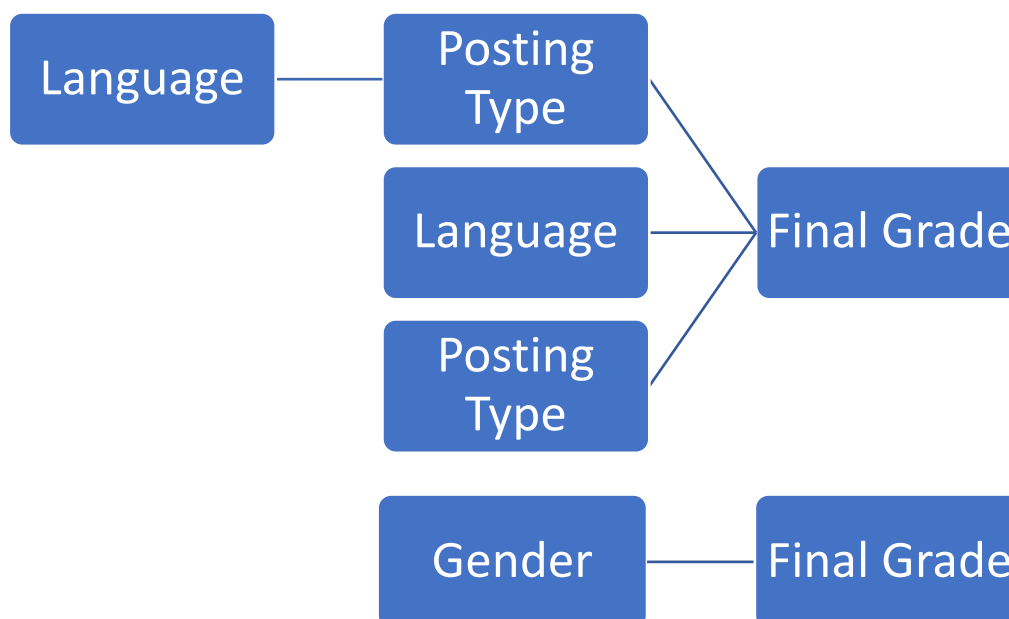 Language
Posting
Type
Language
Final Grade
Posting
Type
Gender
Final Grade